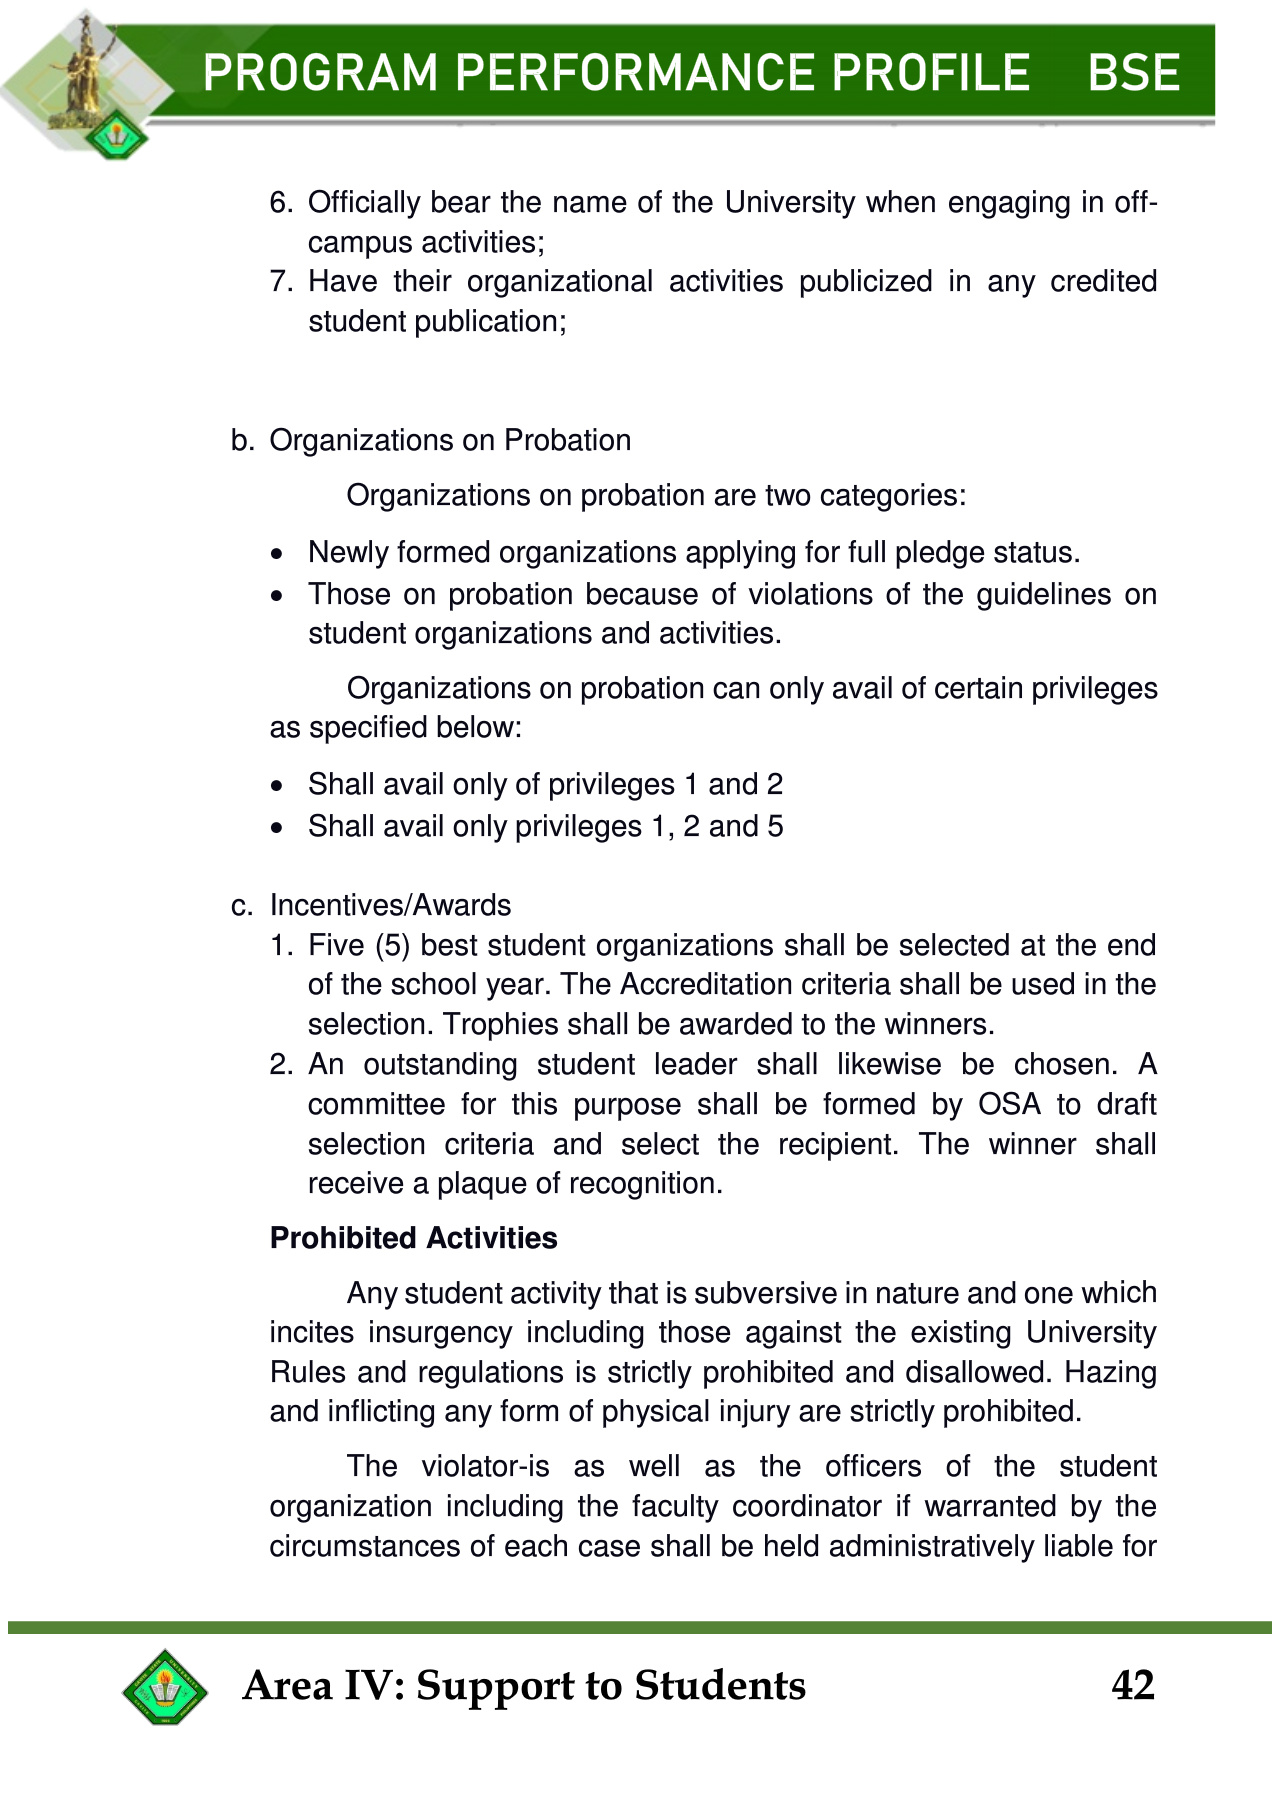 PROGRAM PERFORMANCE PROFILE BSE
6. Officially bear the name of the University when engaging in off-
campus activities;
7. Have their organizational activities publicized in any credited
student publication;
b. Organizations on Probation
Organizations on probation are two categories:
• Newly formed organizations applying for full pledge status.
• Those on probation because of violations of the guidelines on
student organizations and activities.
Organizations on probation can only avail of certain privileges
as specified below:
• Shall avail only of privileges 1 and 2
• Shall avail only privileges 1, 2 and 5
c. Incentives/Awards
1. Five (5) best student organizations shall be selected at the end
of the school year. The Accreditation criteria shall be used in the
selection. Trophies shall be awarded to the winners.
2. An outstanding student leader shall likewise be chosen. A
committee for this purpose shall be formed by OSA to draft
selection criteria and select the recipient. The winner shall
receive a plaque of recognition.
Prohibited Activities
Any student activity that is subversive in nature and one which
incites insurgency including those against the existing University
Rules and regulations is strictly prohibited and disallowed. Hazing
and inflicting any form of physical injury are strictly prohibited.
The violator-is as well as the officers of the student
organization including the faculty coordinator if warranted by the
circumstances of each case shall be held administratively liable for
Area IV: Support to Students 42